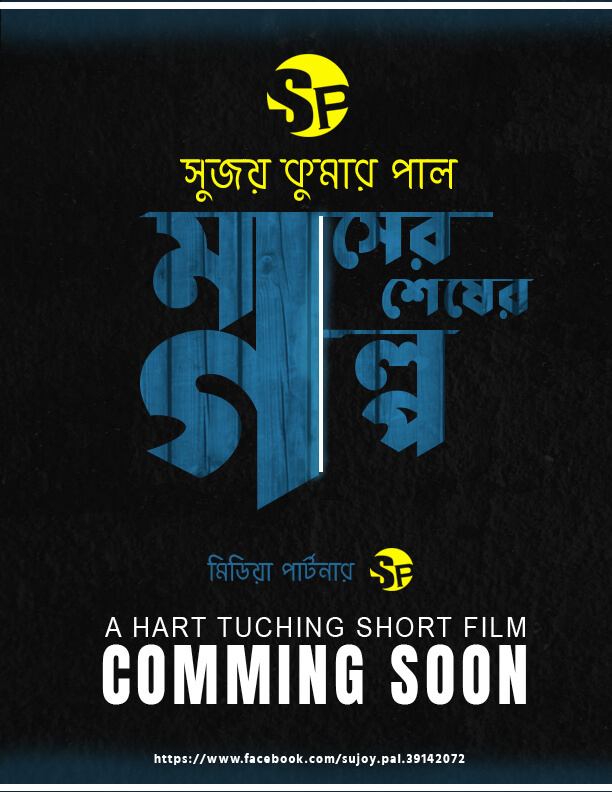 SP
সুজয় কুমার পাল
মাসের
শেষের
গল্প
মিডিয়া পার্টনার SP
A HART TUCHING SHORT FILM
COMMING SOON
https://www.facebook.com/sujoy.pal.39142072